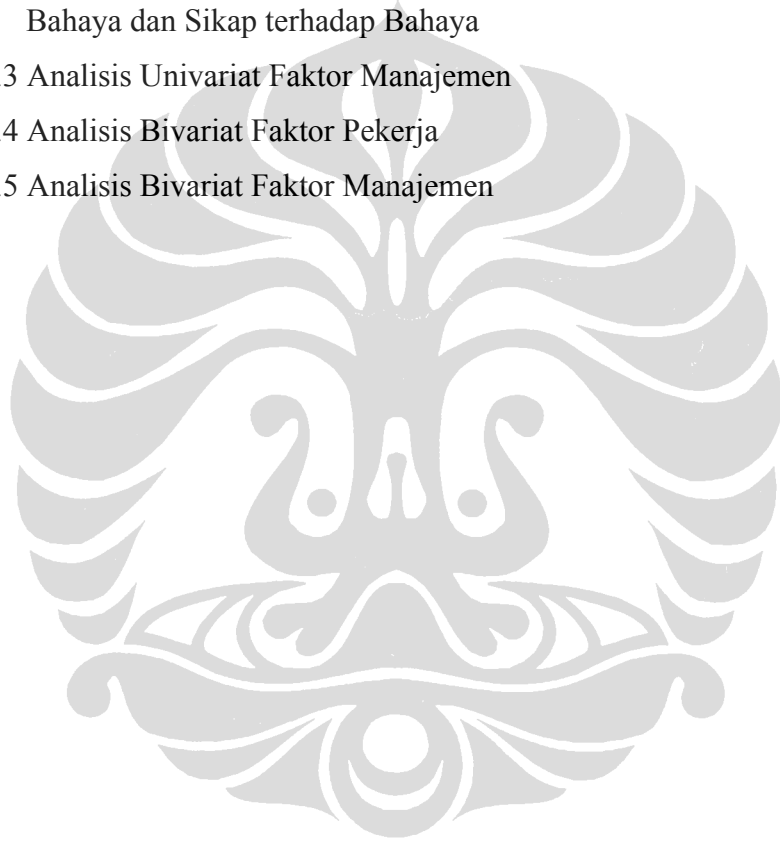 Bahaya dan Sikap terhadap Bahaya
.3 Analisis Univariat Faktor Manajemen
.4 Analisis Bivariat Faktor Pekerja
.5 Analisis Bivariat Faktor Manajemen